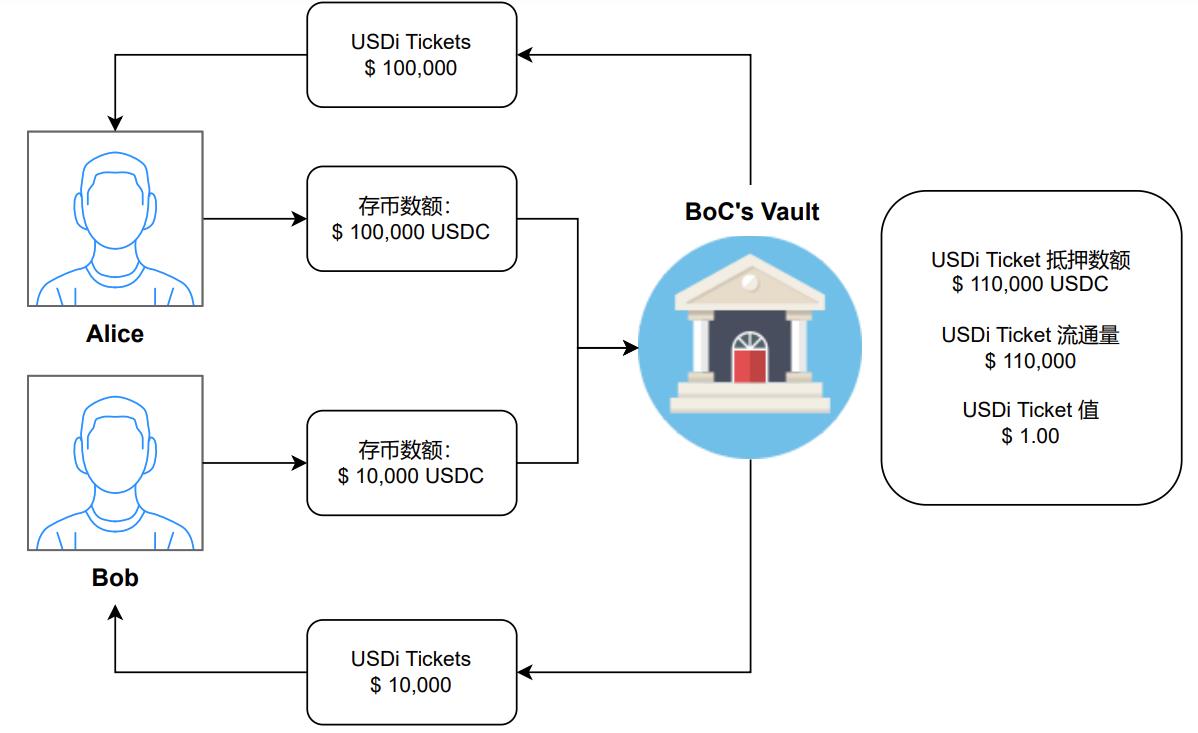 USDi Tickets
$ 100,000
存币数额：
$ 100,000 USDC
BoC's Vault
Alice
存币数额：
$ 10,000 USDC
Bob
USDi Tickets
$ 10,000
USDi Ticket 抵押数额
$ 110,000 USDC
USDi Ticket 流通量
$ 110,000
USDi Ticket 值
$ 1.00